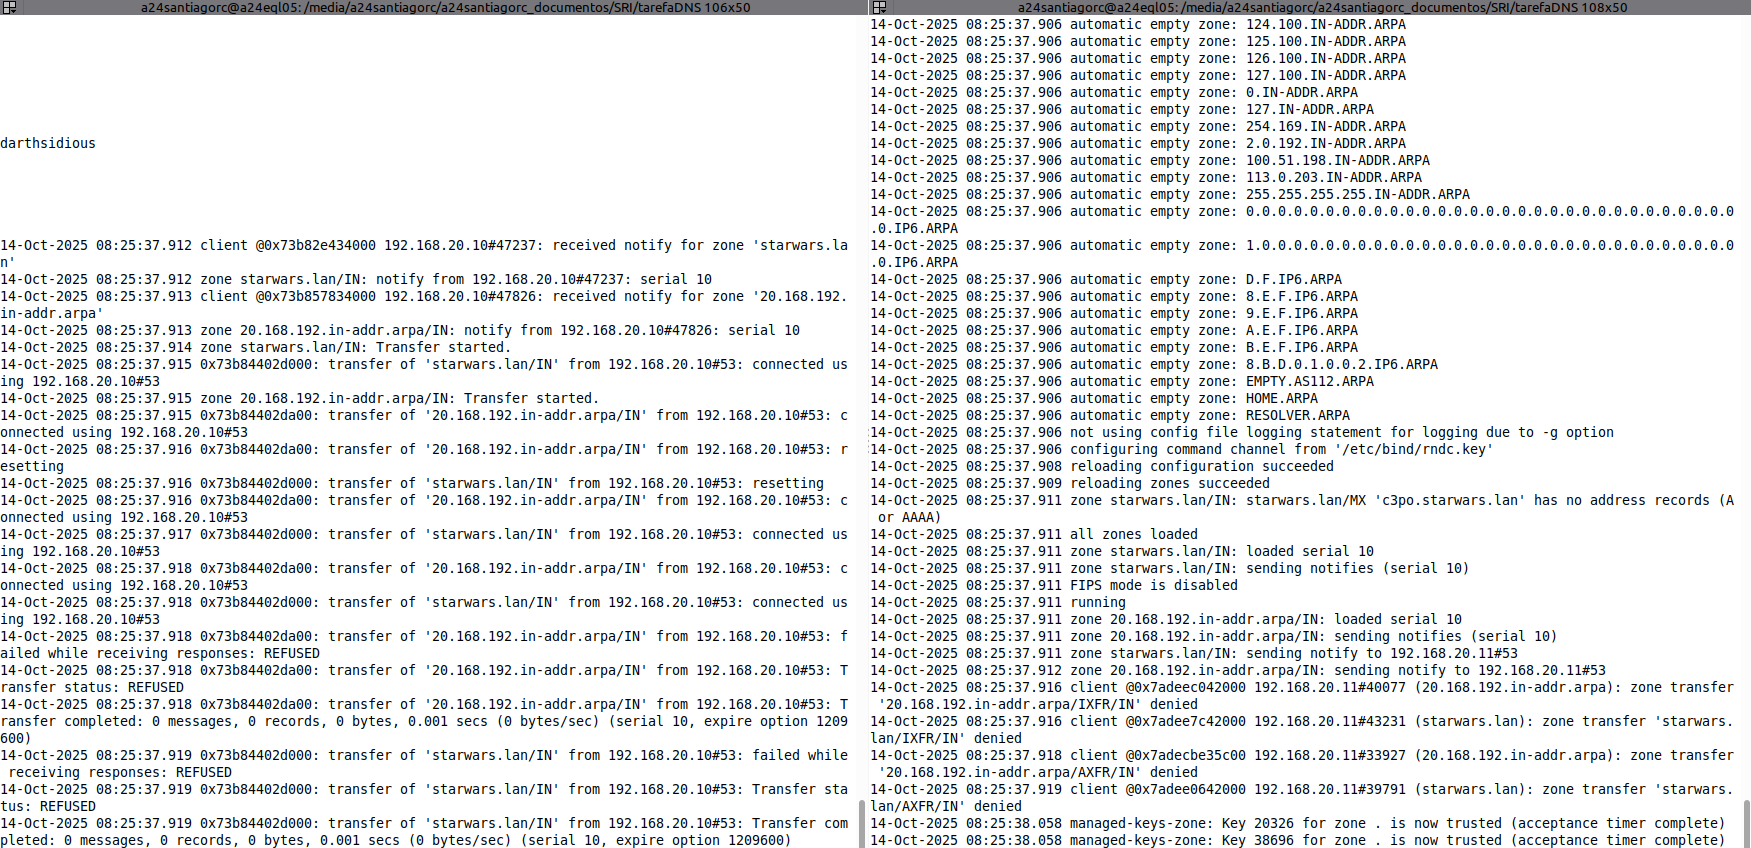 a24santiagorc@a24eql05: /media/a24santiagorc/a24santiagorc_documentos/SRI/tarefaDNS 106x50
darthsidious
14-Oct-2025 08:25:37.912 client @0x73b82e434000 192.168.20.10#47237: received notify for zone 'starwars.la
n'
14-Oct-2025 08:25:37.912 zone starwars.lan/IN: notify from 192.168.20.10#47237: serial 10
14-Oct-2025 08:25:37.913 client @0x73b857834000 192.168.20.10#47826: received notify for zone '20.168.192.
in-addr.arpa'
14-Oct-2025 08:25:37.913 zone 20.168.192.in-addr.arpa/IN: notify from 192.168.20.10#47826: serial 10
14-Oct-2025 08:25:37.914 zone starwars.lan/IN: Transfer started.
14-Oct-2025 08:25:37.915 0x73b84402d000: transfer of 'starwars.lan/IN' from 192.168.20.10#53: connected us
ing 192.168.20.10#53
14-Oct-2025 08:25:37.915 zone 20.168.192.in-addr.arpa/IN: Transfer started.
14-Oct-2025 08:25:37.915 0x73b84402da00: transfer of '20.168.192.in-addr.arpa/IN' from 192.168.20.10#53: c
onnected using 192.168.20.10#53
14-Oct-2025 08:25:37.916 0x73b84402da00: transfer of '20.168.192.in-addr.arpa/IN' from 192.168.20.10#53: r
esetting
14-Oct-2025 08:25:37.916 0x73b84402d000: transfer of 'starwars.lan/IN' from 192.168.20.10#53: resetting
14-Oct-2025 08:25:37.916 0x73b84402da00: transfer of '20.168.192.in-addr.arpa/IN' from 192.168.20.10#53: c
onnected using 192.168.20.10#53
14-Oct-2025 08:25:37.917 0x73b84402d000: transfer of 'starwars.lan/IN' from 192.168.20.10#53: connected us
ing 192.168.20.10#53
14-Oct-2025 08:25:37.918 0x73b84402da00: transfer of '20.168.192.in-addr.arpa/IN' from 192.168.20.10#53: c
onnected using 192.168.20.10#53
14-Oct-2025 08:25:37.918 0x73b84402d000: transfer of 'starwars.lan/IN' from 192.168.20.10#53: connected us
ing 192.168.20.10#53
14-Oct-2025 08:25:37.918 0x73b84402da00: transfer of '20.168.192.in-addr.arpa/IN' from 192.168.20.10#53: f
ailed while receiving responses: REFUSED
14-Oct-2025 08:25:37.918 0x73b84402da00: transfer of '20.168.192.in-addr.arpa/IN' from 192.168.20.10#53: T
ransfer status: REFUSED
14-Oct-2025 08:25:37.918 0x73b84402da00: transfer of '20.168.192.in-addr.arpa/IN' from 192.168.20.10#53: T
ransfer completed: 0 messages, 0 records, 0 bytes, 0.001 secs (0 bytes/sec) (serial 10, expire option 1209
600)
14-Oct-2025 08:25:37.919 0x73b84402d000: transfer of 'starwars.lan/IN' from 192.168.20.10#53: failed while
 receiving responses: REFUSED
14-Oct-2025 08:25:37.919 0x73b84402d000: transfer of 'starwars.lan/IN' from 192.168.20.10#53: Transfer sta
tus: REFUSED
14-Oct-2025 08:25:37.919 0x73b84402d000: transfer of 'starwars.lan/IN' from 192.168.20.10#53: Transfer com
pleted: 0 messages, 0 records, 0 bytes, 0.001 secs (0 bytes/sec) (serial 10, expire option 1209600)
a24santiagorc@a24eql05: /media/a24santiagorc/a24santiagorc_documentos/SRI/tarefaDNS 108x50
14-Oct-2025 08:25:37.906 automatic empty zone: 124.100.IN-ADDR.ARPA
14-Oct-2025 08:25:37.906 automatic empty zone: 125.100.IN-ADDR.ARPA
14-Oct-2025 08:25:37.906 automatic empty zone: 126.100.IN-ADDR.ARPA
14-Oct-2025 08:25:37.906 automatic empty zone: 127.100.IN-ADDR.ARPA
14-Oct-2025 08:25:37.906 automatic empty zone: 0.IN-ADDR.ARPA
14-Oct-2025 08:25:37.906 automatic empty zone: 127.IN-ADDR.ARPA
14-Oct-2025 08:25:37.906 automatic empty zone: 254.169.IN-ADDR.ARPA
14-Oct-2025 08:25:37.906 automatic empty zone: 2.0.192.IN-ADDR.ARPA
14-Oct-2025 08:25:37.906 automatic empty zone: 100.51.198.IN-ADDR.ARPA
14-Oct-2025 08:25:37.906 automatic empty zone: 113.0.203.IN-ADDR.ARPA
14-Oct-2025 08:25:37.906 automatic empty zone: 255.255.255.255.IN-ADDR.ARPA
14-Oct-2025 08:25:37.906 automatic empty zone: 0.0.0.0.0.0.0.0.0.0.0.0.0.0.0.0.0.0.0.0.0.0.0.0.0.0.0.0.0.0.0
.0.IP6.ARPA
14-Oct-2025 08:25:37.906 automatic empty zone: 1.0.0.0.0.0.0.0.0.0.0.0.0.0.0.0.0.0.0.0.0.0.0.0.0.0.0.0.0.0.0
.0.IP6.ARPA
14-Oct-2025 08:25:37.906 automatic empty zone: D.F.IP6.ARPA
14-Oct-2025 08:25:37.906 automatic empty zone: 8.E.F.IP6.ARPA
14-Oct-2025 08:25:37.906 automatic empty zone: 9.E.F.IP6.ARPA
14-Oct-2025 08:25:37.906 automatic empty zone: A.E.F.IP6.ARPA
14-Oct-2025 08:25:37.906 automatic empty zone: B.E.F.IP6.ARPA
14-Oct-2025 08:25:37.906 automatic empty zone: 8.B.D.0.1.0.0.2.IP6.ARPA
14-Oct-2025 08:25:37.906 automatic empty zone: EMPTY.AS112.ARPA
14-Oct-2025 08:25:37.906 automatic empty zone: HOME.ARPA
14-Oct-2025 08:25:37.906 automatic empty zone: RESOLVER.ARPA
14-Oct-2025 08:25:37.906 not using config file logging statement for logging due to -g option
14-Oct-2025 08:25:37.906 configuring command channel from '/etc/bind/rndc.key'
14-Oct-2025 08:25:37.908 reloading configuration succeeded
14-Oct-2025 08:25:37.909 reloading zones succeeded
14-Oct-2025 08:25:37.911 zone starwars.lan/IN: starwars.lan/MX 'c3po.starwars.lan' has no address records (A
 or AAAA)
14-Oct-2025 08:25:37.911 all zones loaded
14-Oct-2025 08:25:37.911 zone starwars.lan/IN: loaded serial 10
14-Oct-2025 08:25:37.911 zone starwars.lan/IN: sending notifies (serial 10)
14-Oct-2025 08:25:37.911 FIPS mode is disabled
14-Oct-2025 08:25:37.911 running
14-Oct-2025 08:25:37.911 zone 20.168.192.in-addr.arpa/IN: loaded serial 10
14-Oct-2025 08:25:37.911 zone 20.168.192.in-addr.arpa/IN: sending notifies (serial 10)
14-Oct-2025 08:25:37.911 zone starwars.lan/IN: sending notify to 192.168.20.11#53
14-Oct-2025 08:25:37.912 zone 20.168.192.in-addr.arpa/IN: sending notify to 192.168.20.11#53
14-Oct-2025 08:25:37.916 client @0x7adeec042000 192.168.20.11#40077 (20.168.192.in-addr.arpa): zone transfer
 '20.168.192.in-addr.arpa/IXFR/IN' denied
14-Oct-2025 08:25:37.916 client @0x7adee7c42000 192.168.20.11#43231 (starwars.lan): zone transfer 'starwars.
lan/IXFR/IN' denied
14-Oct-2025 08:25:37.918 client @0x7adecbe35c00 192.168.20.11#33927 (20.168.192.in-addr.arpa): zone transfer
 '20.168.192.in-addr.arpa/AXFR/IN' denied
14-Oct-2025 08:25:37.919 client @0x7adee0642000 192.168.20.11#39791 (starwars.lan): zone transfer 'starwars.
lan/AXFR/IN' denied
14-Oct-2025 08:25:38.058 managed-keys-zone: Key 20326 for zone . is now trusted (acceptance timer complete)
14-Oct-2025 08:25:38.058 managed-keys-zone: Key 38696 for zone . is now trusted (acceptance timer complete)